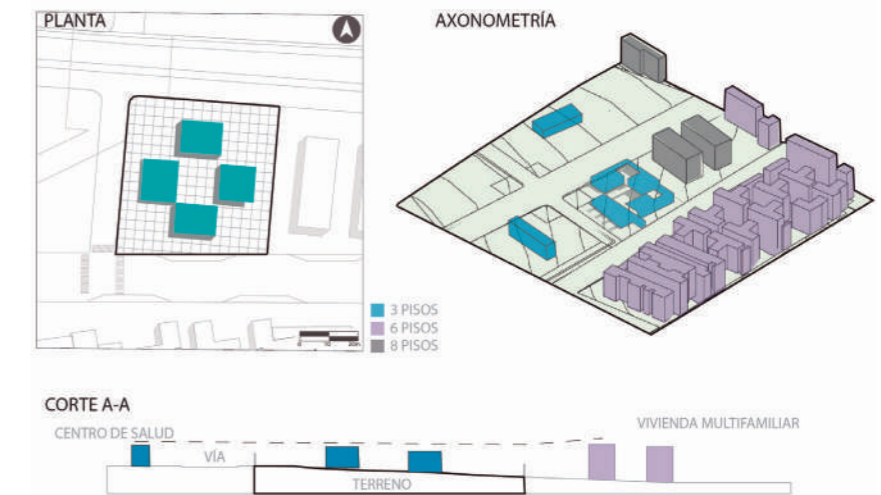 PLANTA
AXONOMETRÍA
3 PISOS
6 PISOS
8 PISOS
CORTE A-A
CENTRO DE SALUD
VIVIENDA MULTIFAMILIAR
VÍA
TERRENO